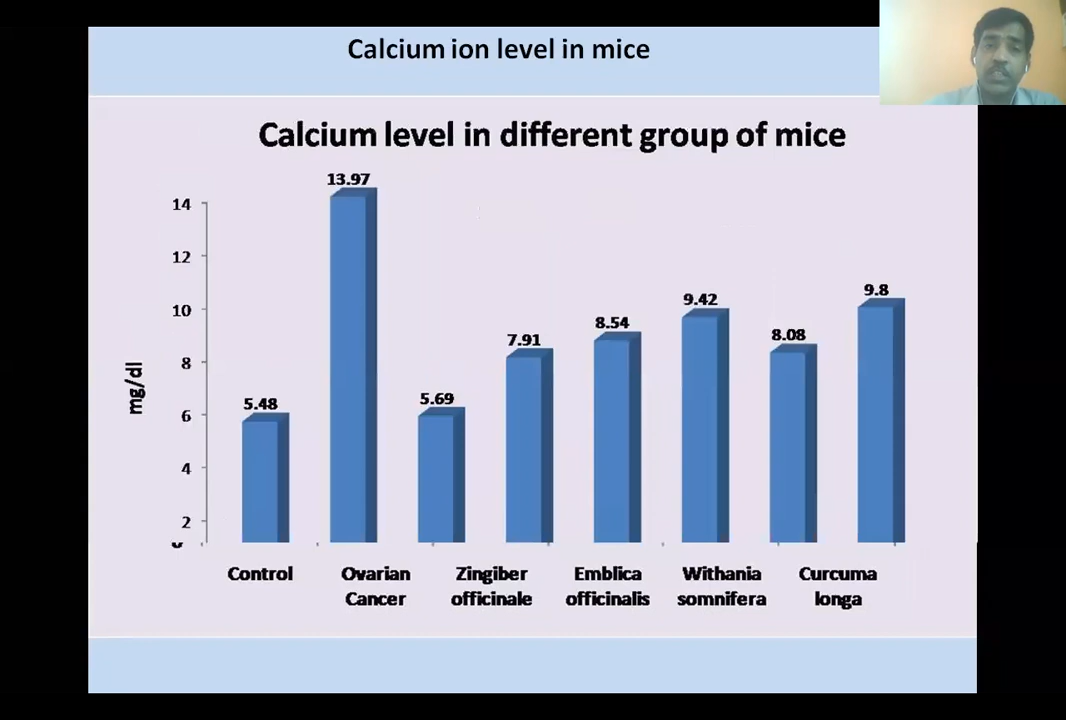 Calcium ion level in mice
Calcium level in different group of mice
13.97
14
12
10
8
6
4
2
mg/dl
5.48
5.69
7.91
8.54
9.42
8.08
9.8
Control
Ovarian
Cancer
Zingiber
officinale
Emblica
officinalis
Withania
somnifera
Curcuma
longa